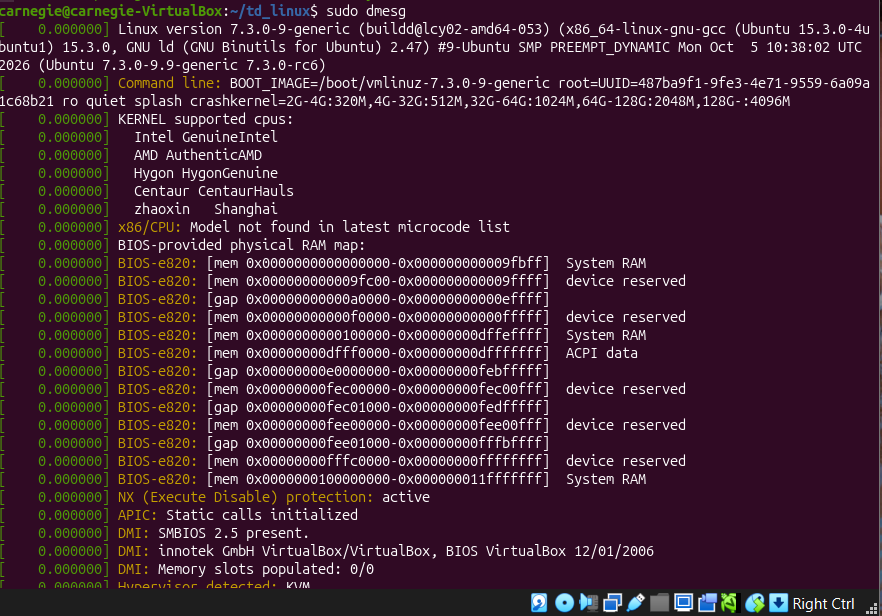 carnegie@carnegie-VirtualBox:~/td_linux$ sudo dmesg
[    0.000000] Linux version 7.3.0-9-generic (buildd@lcy02-amd64-053) (x86_64-linux-gnu-gcc (Ubuntu 15.3.0-4u
buntu1) 15.3.0, GNU ld (GNU Binutils for Ubuntu) 2.47) #9-Ubuntu SMP PREEMPT_DYNAMIC Mon Oct  5 10:38:02 UTC
2026 (Ubuntu 7.3.0-9.9-generic 7.3.0-rc6)
[    0.000000] Command line: BOOT_IMAGE=/boot/vmlinuz-7.3.0-9-generic root=UUID=487ba9f1-9fe3-4e71-9559-6a09a
1c68b21 ro quiet splash crashkernel=2G-4G:320M,4G-32G:512M,32G-64G:1024M,64G-128G:2048M,128G-:4096M
[    0.000000] KERNEL supported cpus:
[    0.000000]   Intel GenuineIntel
[    0.000000]   AMD AuthenticAMD
[    0.000000]   Hygon HygonGenuine
[    0.000000]   Centaur CentaurHauls
[    0.000000]   zhaoxin   Shanghai
[    0.000000] x86/CPU: Model not found in latest microcode list
[    0.000000] BIOS-provided physical RAM map:
[    0.000000] BIOS-e820: [mem 0x0000000000000000-0x000000000009fbff]  System RAM
[    0.000000] BIOS-e820: [mem 0x000000000009fc00-0x000000000009ffff]  device reserved
[    0.000000] BIOS-e820: [gap 0x00000000000a0000-0x00000000000effff]
[    0.000000] BIOS-e820: [mem 0x00000000000f0000-0x00000000000fffff]  device reserved
[    0.000000] BIOS-e820: [mem 0x0000000000100000-0x00000000dffeffff]  System RAM
[    0.000000] BIOS-e820: [mem 0x00000000dfff0000-0x00000000dfffffff]  ACPI data
[    0.000000] BIOS-e820: [gap 0x00000000e0000000-0x00000000febfffff]
[    0.000000] BIOS-e820: [mem 0x00000000fec00000-0x00000000fec00fff]  device reserved
[    0.000000] BIOS-e820: [gap 0x00000000fec01000-0x00000000fedfffff]
[    0.000000] BIOS-e820: [mem 0x00000000fee00000-0x00000000fee00fff]  device reserved
[    0.000000] BIOS-e820: [gap 0x00000000fee01000-0x00000000fffbffff]
[    0.000000] BIOS-e820: [mem 0x00000000fffc0000-0x00000000ffffffff]  device reserved
[    0.000000] BIOS-e820: [mem 0x0000000100000000-0x000000011fffffff]  System RAM
[    0.000000] NX (Execute Disable) protection: active
[    0.000000] APIC: Static calls initialized
[    0.000000] DMI: SMBIOS 2.5 present.
[    0.000000] DMI: innotek GmbH VirtualBox/VirtualBox, BIOS VirtualBox 12/01/2006
[    0.000000] DMI: Memory slots populated: 0/0
[    0.000000] Hypervisor detected: KVM
Right Ctrl